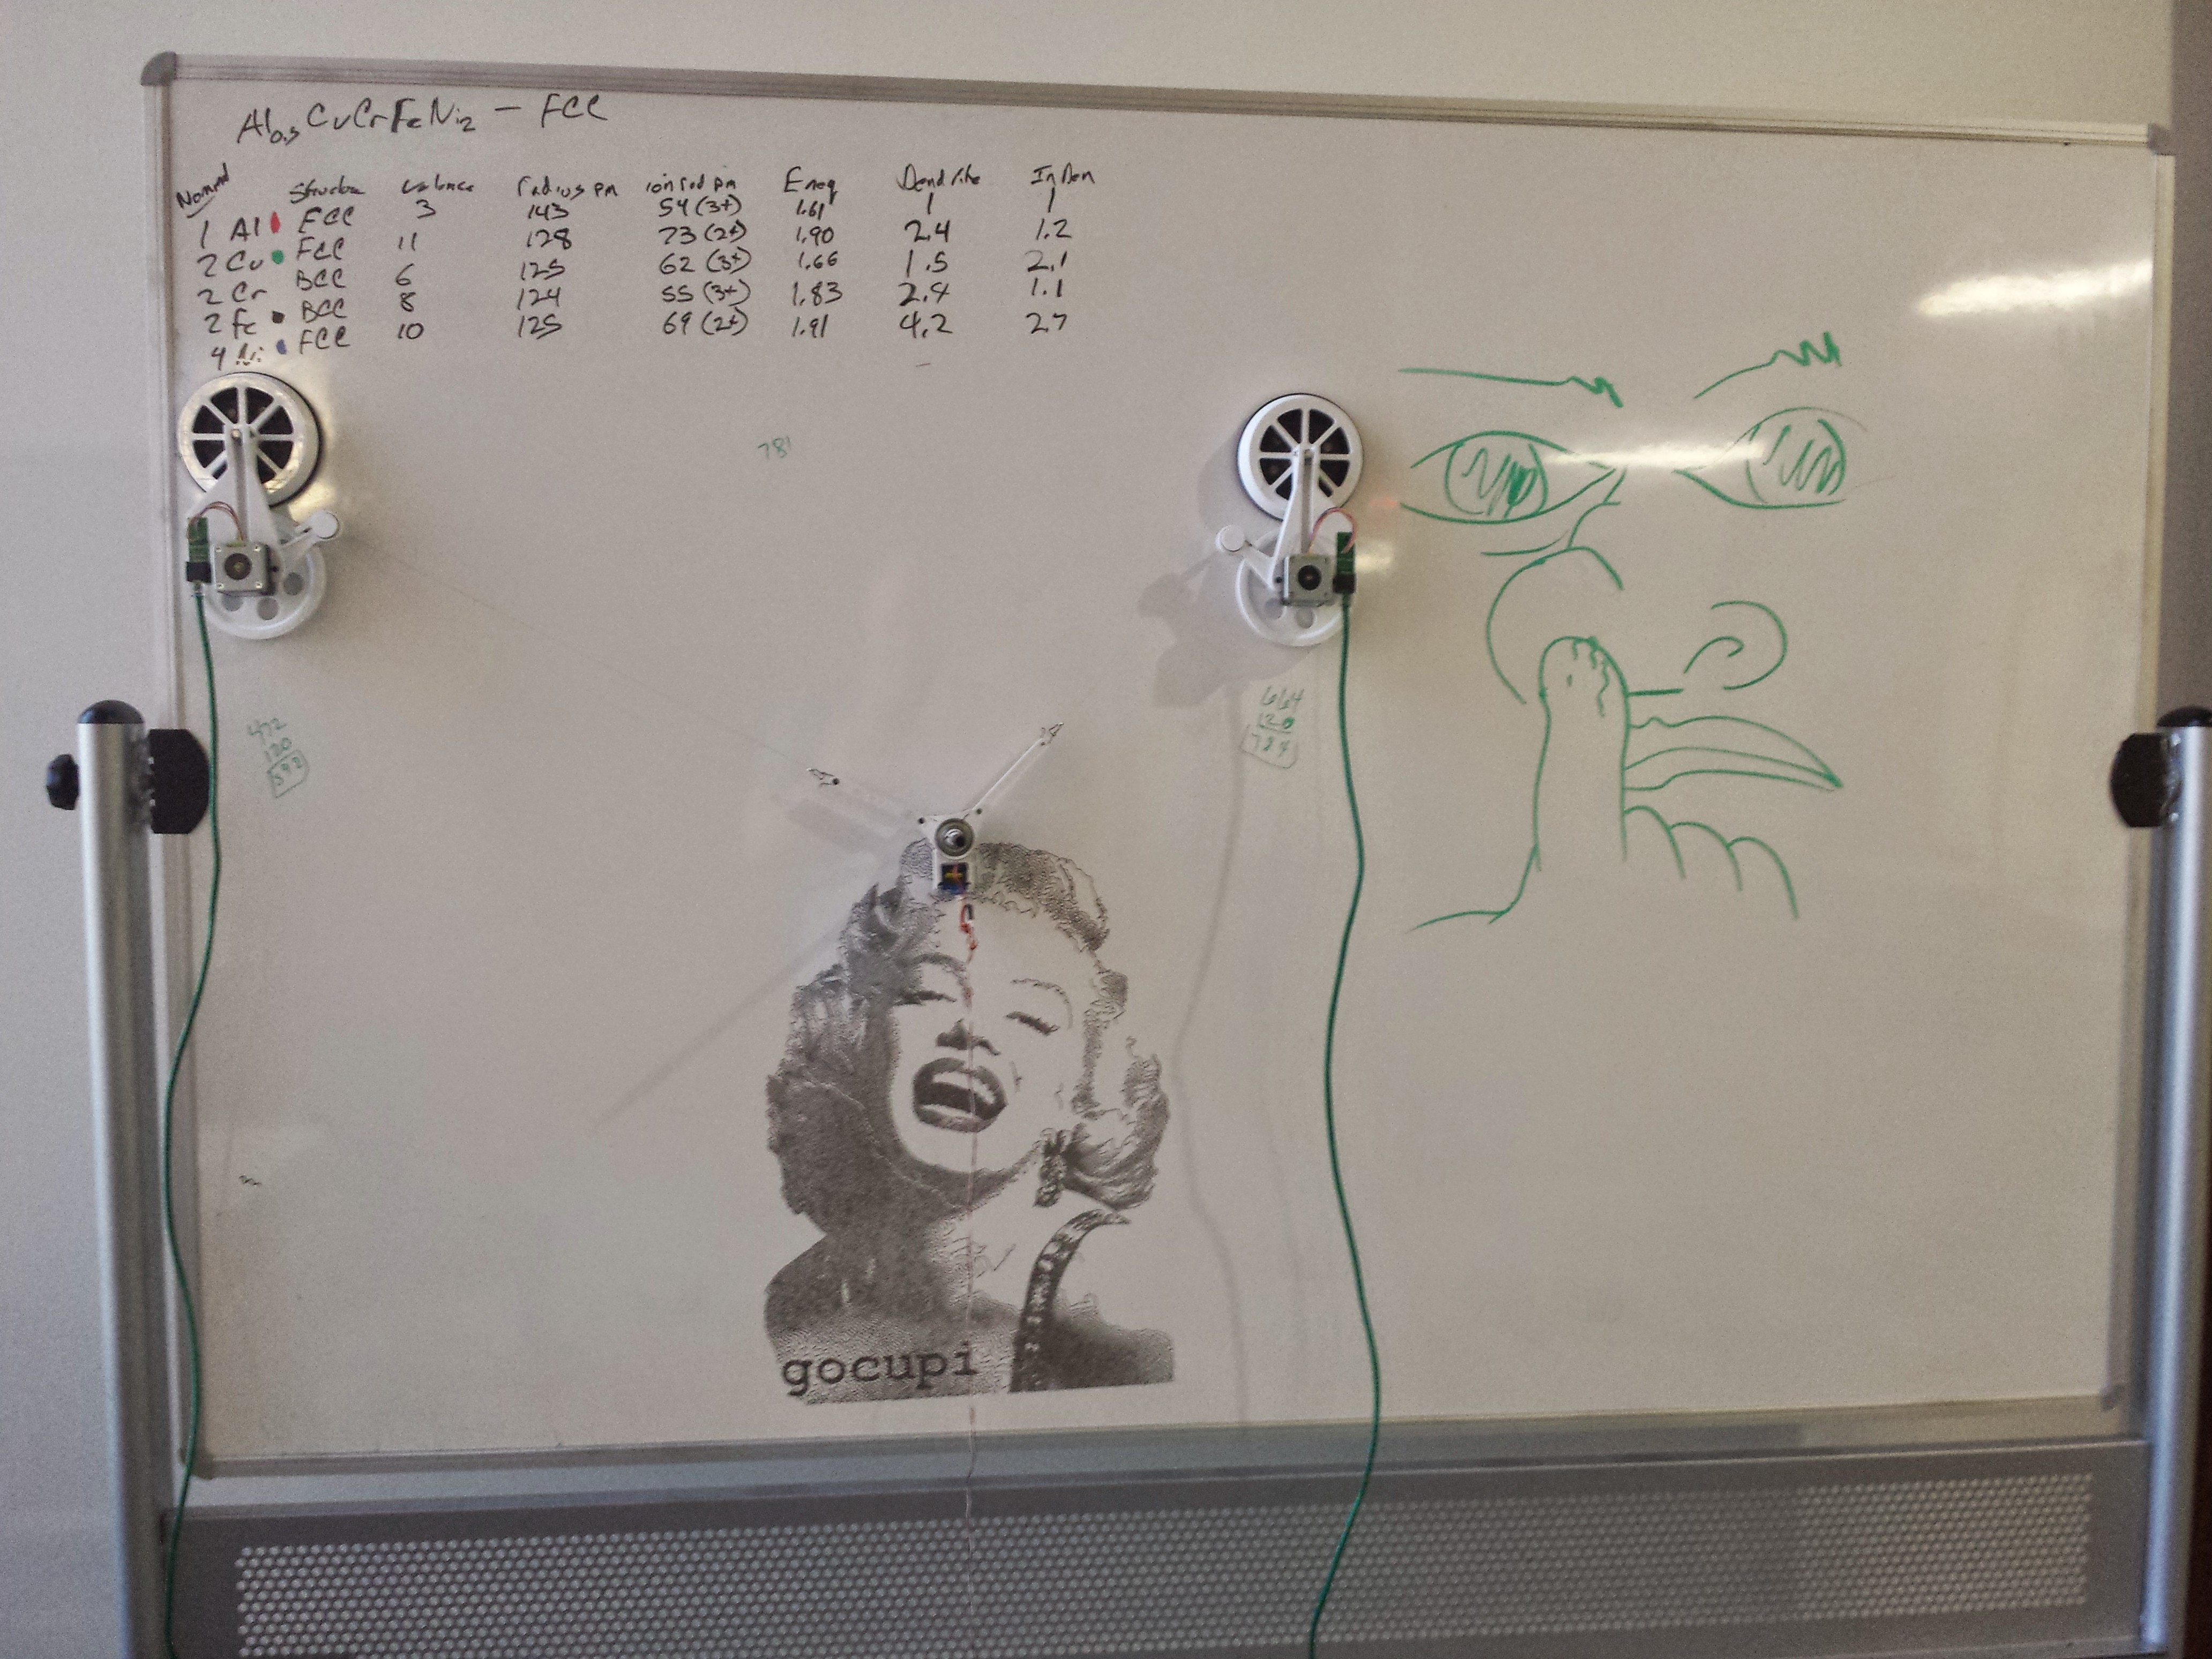 Al0.5CuCrFeNi2 — FCC
Nominal Structure valence radius pm ion rad pm Eneg Dendrite InDen
1 Al FCC 3 143 54 (3+) 1.61 1 1
2 Cu FCC 11 128 73 (2+) 1.90 2.4 1.2
2 Cr BCC 6 125 62 (3+) 1.66 1.5 2.1
2 Fe BCC 8 124 55 (3+) 1.83 2.4 1.1
4 Ni FCC 10 125 69 (2+) 1.91 4.2 2.7
781
472
120
592
664
120
784
gocupi